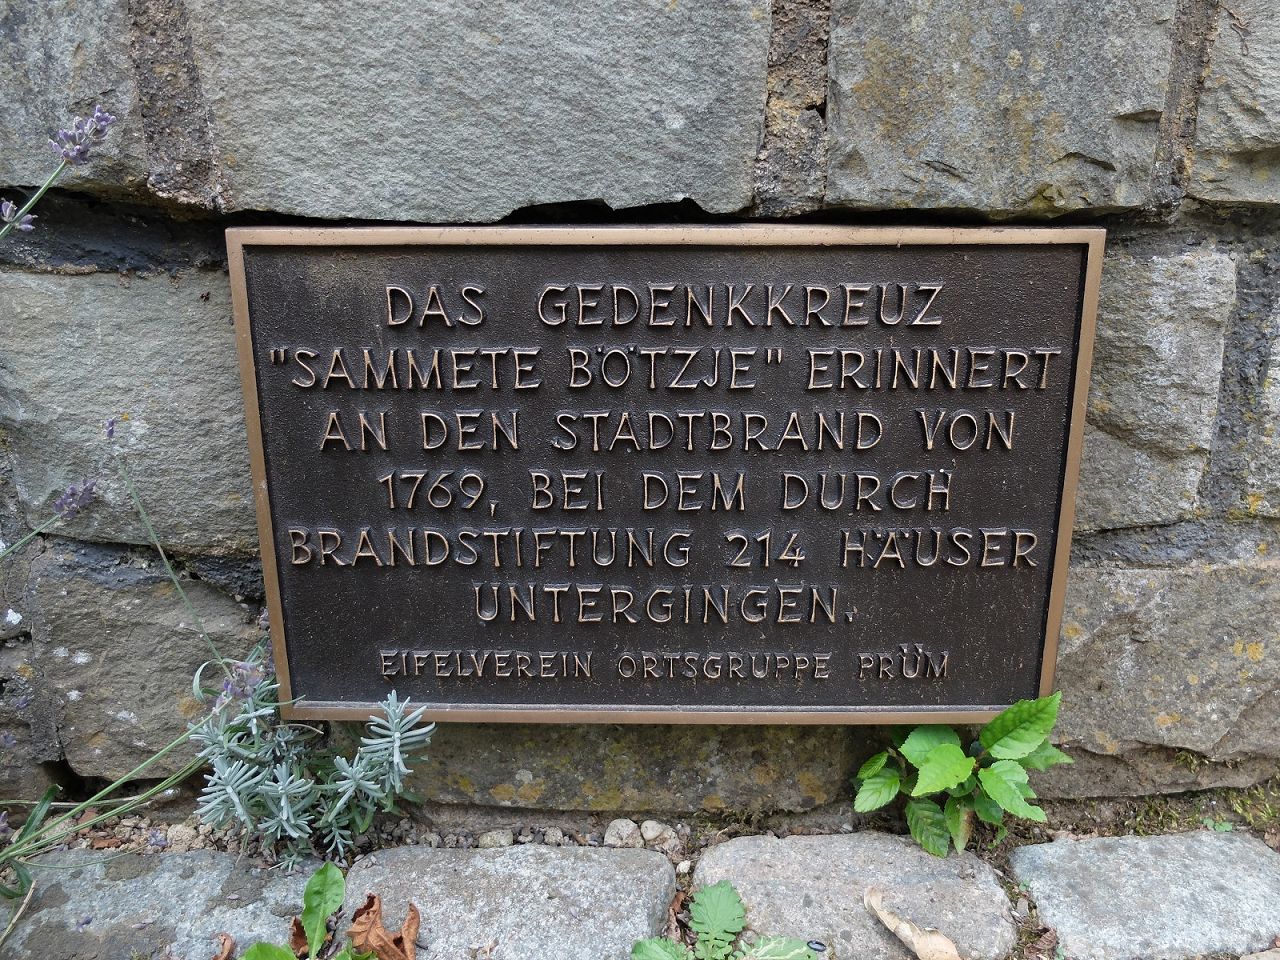 DAS GEDENKKREUZ
"SAMMETE BÖTZJE" ERINNERT
AN DEN STADTBRAND VON
1769, BEI DEM DURCH
BRANDSTIFTUNG 214 HÄUSER
UNTERGINGEN.
EIFELVEREIN ORTSGRUPPE PRÜM